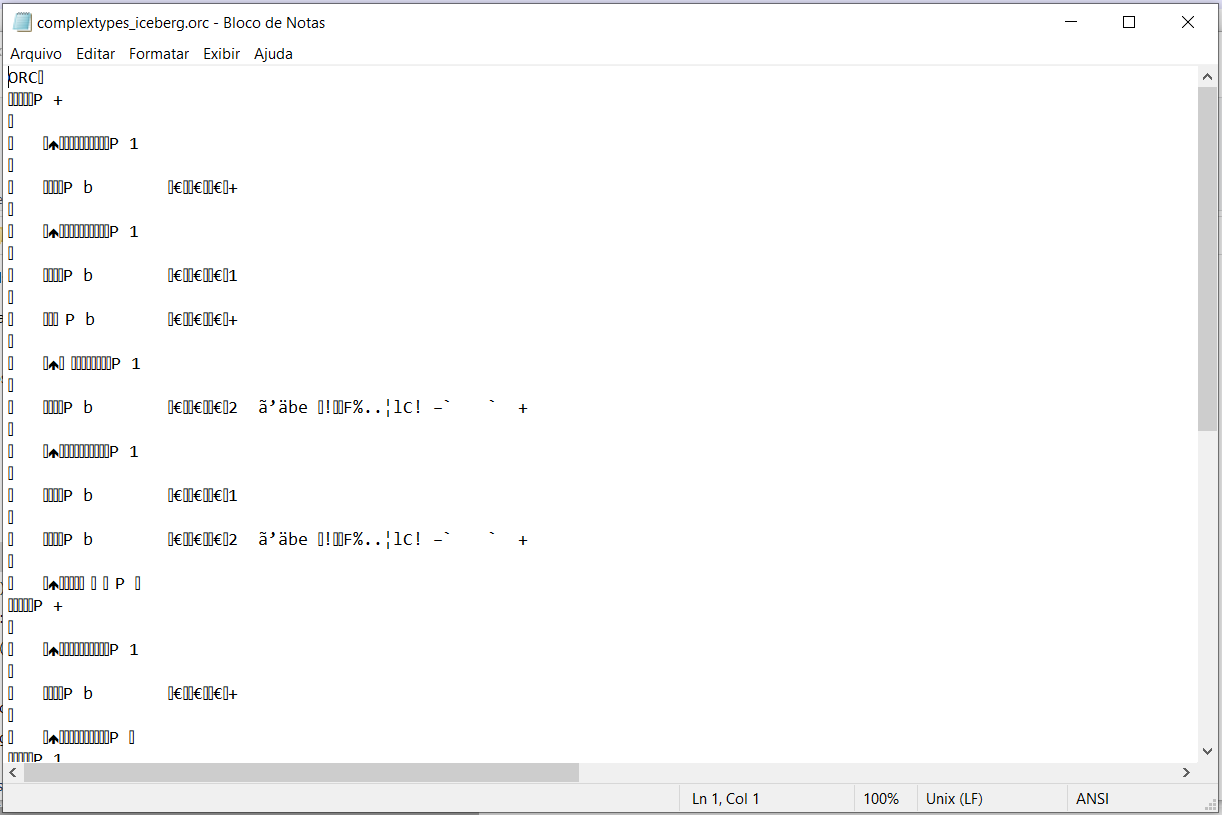 complextypes_iceberg.orc - Bloco de Notas
Arquivo Editar Formatar Exibir Ajuda
ORC
P +
P 1
P b €€€+
P 1
P b €€€1
P b €€€+
P 1
P b €€€2 ã’äbe !F%..¦lC! –` ` +
P 1
P b €€€1
P b €€€2 ã’äbe !F%..¦lC! –` ` +
P
P +
P 1
P b €€€+
P
P 1
Ln 1, Col 1 100% Unix (LF) ANSI